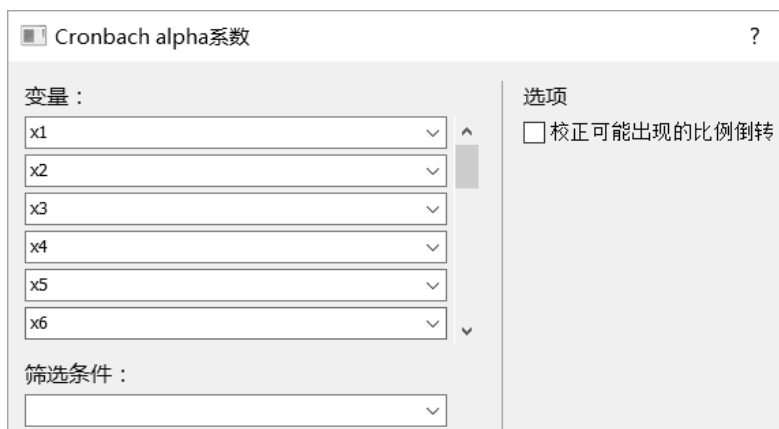 Cronbach alpha系数 ?
变量：
x1
x2
x3
x4
x5
x6
筛选条件：
选项
校正可能出现的比例倒转